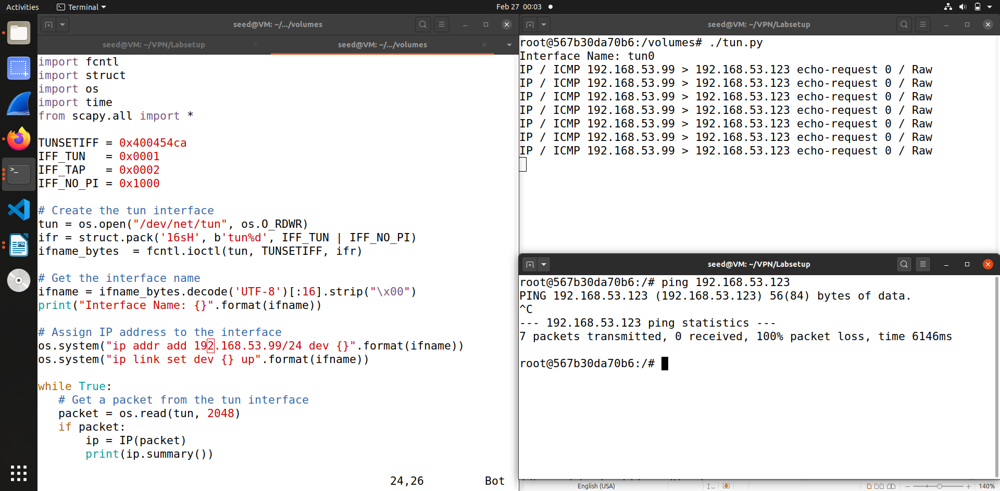 Activities
Terminal
Feb 27 00:03
seed@VM: ~/.../volumes
seed@VM: ~/VPN/Labsetup
seed@VM: ~/.../volumes
import fcntl
import struct
import os
import time
from scapy.all import *
TUNSETIFF = 0x400454ca
IFF_TUN   = 0x0001
IFF_TAP   = 0x0002
IFF_NO_PI = 0x1000
# Create the tun interface
tun = os.open("/dev/net/tun", os.O_RDWR)
ifr = struct.pack('16sH', b'tun%d', IFF_TUN | IFF_NO_PI)
ifname_bytes  = fcntl.ioctl(tun, TUNSETIFF, ifr)
# Get the interface name
ifname = ifname_bytes.decode('UTF-8')[:16].strip("\x00")
print("Interface Name: {}".format(ifname))
# Assign IP address to the interface
os.system("ip addr add 192.168.53.99/24 dev {}".format(ifname))
os.system("ip link set dev {} up".format(ifname))
while True:
   # Get a packet from the tun interface
   packet = os.read(tun, 2048)
   if packet:
       ip = IP(packet)
       print(ip.summary())
24,26
Bot
seed@VM: ~/VPN/Labsetup
root@567b30da70b6:/volumes# ./tun.py
Interface Name: tun0
IP / ICMP 192.168.53.99 > 192.168.53.123 echo-request 0 / Raw
IP / ICMP 192.168.53.99 > 192.168.53.123 echo-request 0 / Raw
IP / ICMP 192.168.53.99 > 192.168.53.123 echo-request 0 / Raw
IP / ICMP 192.168.53.99 > 192.168.53.123 echo-request 0 / Raw
IP / ICMP 192.168.53.99 > 192.168.53.123 echo-request 0 / Raw
IP / ICMP 192.168.53.99 > 192.168.53.123 echo-request 0 / Raw
IP / ICMP 192.168.53.99 > 192.168.53.123 echo-request 0 / Raw
seed@VM: ~/VPN/Labsetup
root@567b30da70b6:/# ping 192.168.53.123
PING 192.168.53.123 (192.168.53.123) 56(84) bytes of data.
^C
--- 192.168.53.123 ping statistics ---
7 packets transmitted, 0 received, 100% packet loss, time 6146ms
root@567b30da70b6:/#
English (USA)
140%